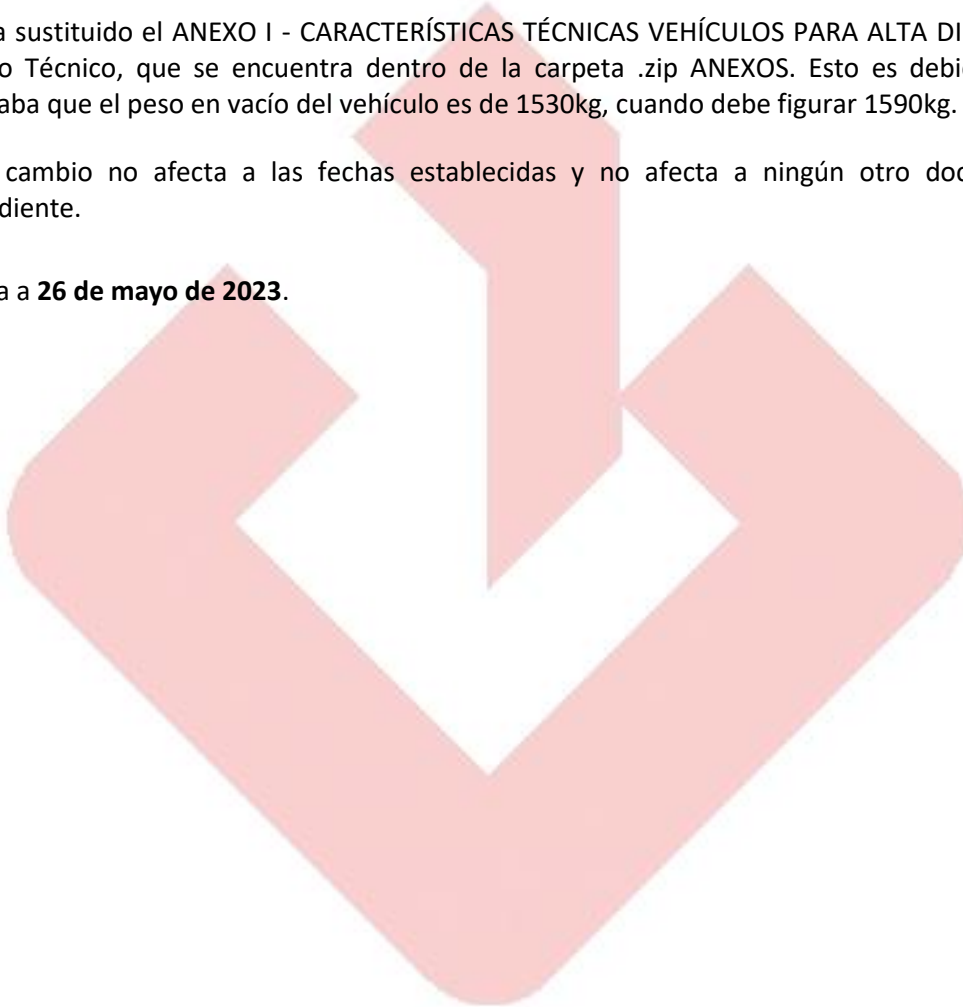 a sustituido el ANEXO I - CARACTERÍSTICAS TÉCNICAS VEHÍCULOS PARA ALTA DI
o Técnico, que se encuentra dentro de la carpeta .zip ANEXOS. Esto es debi
aba que el peso en vacío del vehículo es de 1530kg, cuando debe figurar 1590kg.
cambio no afecta a las fechas establecidas y no afecta a ningún otro doc
diente.
a a 26 de mayo de 2023.